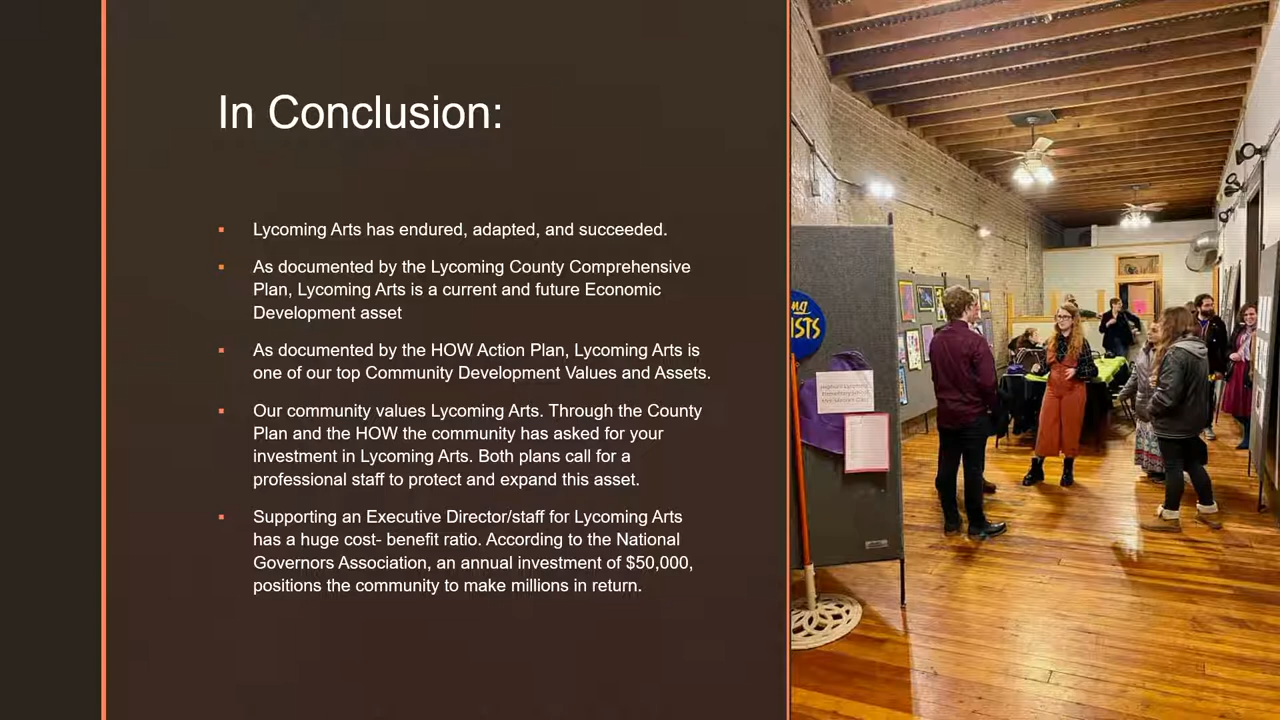 In Conclusion:
Lycoming Arts has endured, adapted, and succeeded.
As documented by the Lycoming County Comprehensive
Plan, Lycoming Arts is a current and future Economic
Development asset
As documented by the HOW Action Plan, Lycoming Arts is
one of our top Community Development Values and Assets.
Our community values Lycoming Arts. Through the County
Plan and the HOW the community has asked for your
investment in Lycoming Arts. Both plans call for a
professional staff to protect and expand this asset.
Supporting an Executive Director/staff for Lycoming Arts
has a huge cost- benefit ratio. According to the National
Governors Association, an annual investment of $50,000,
positions the community to make millions in return.